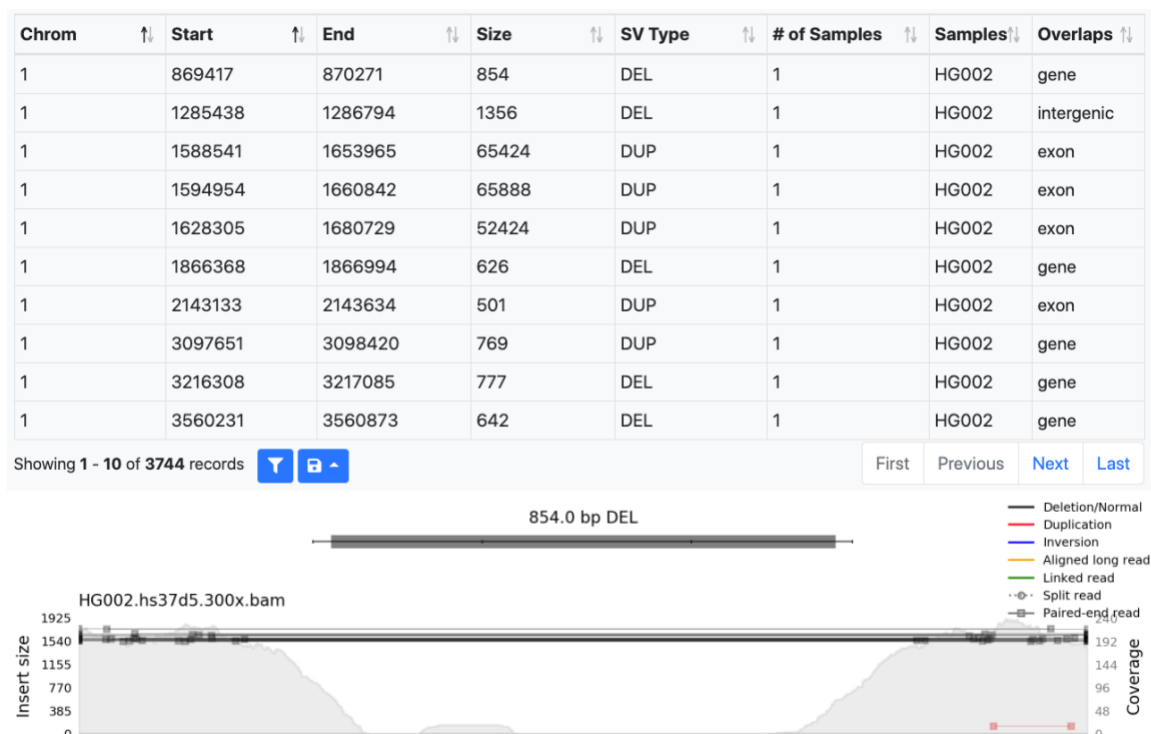 Chrom Start End Size SV Type # of Samples Samples Overlaps
1 869417 870271 854 DEL 1 HG002 gene
1 1285438 1286794 1356 DEL 1 HG002 intergenic
1 1588541 1653965 65424 DUP 1 HG002 exon
1 1594954 1660842 65888 DUP 1 HG002 exon
1 1628305 1680729 52424 DUP 1 HG002 exon
1 1866368 1866994 626 DEL 1 HG002 gene
1 2143133 2143634 501 DUP 1 HG002 exon
1 3097651 3098420 769 DUP 1 HG002 gene
1 3216308 3217085 777 DEL 1 HG002 gene
1 3560231 3560873 642 DEL 1 HG002 gene
Showing 1 - 10 of 3744 records First Previous Next Last
854.0 bp DEL
Deletion/Normal
Duplication
Inversion
Aligned long read
Linked read
Split read
Paired-end read
HG002.hs37d5.300x.bam
Insert size
1925
1540
1155
770
385
0
240
192
144
96
48
0
Coverage